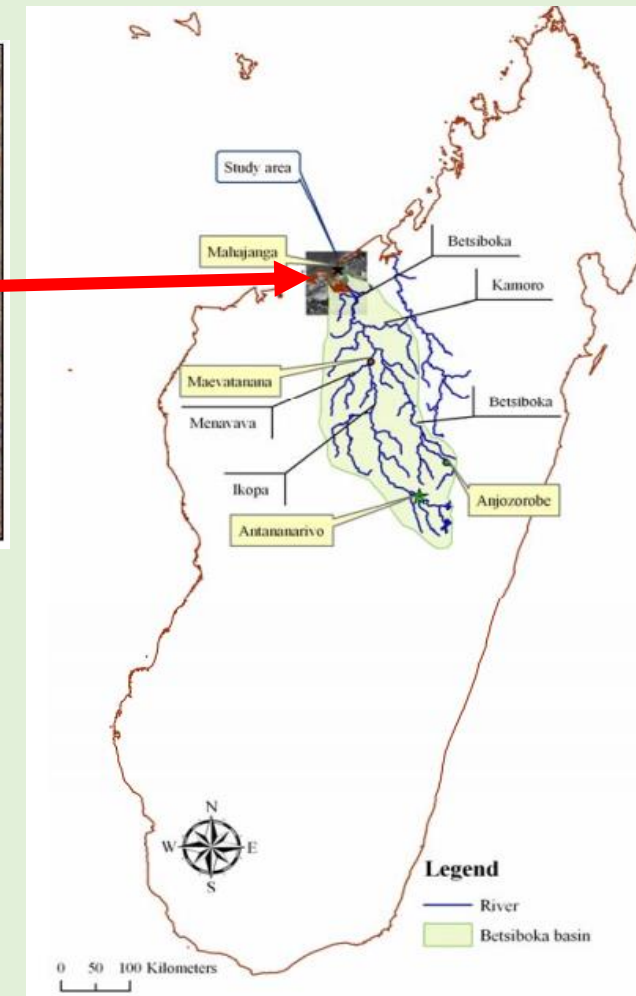 Study area
Mahajanga
Betsiboka
Kamoro
Maevatanana
Menavava
Betsiboka
Ikopa
Anjozorobe
Antananarivo
N
W E
S
Legend
River
Betsiboka basin
0 50 100 Kilometers